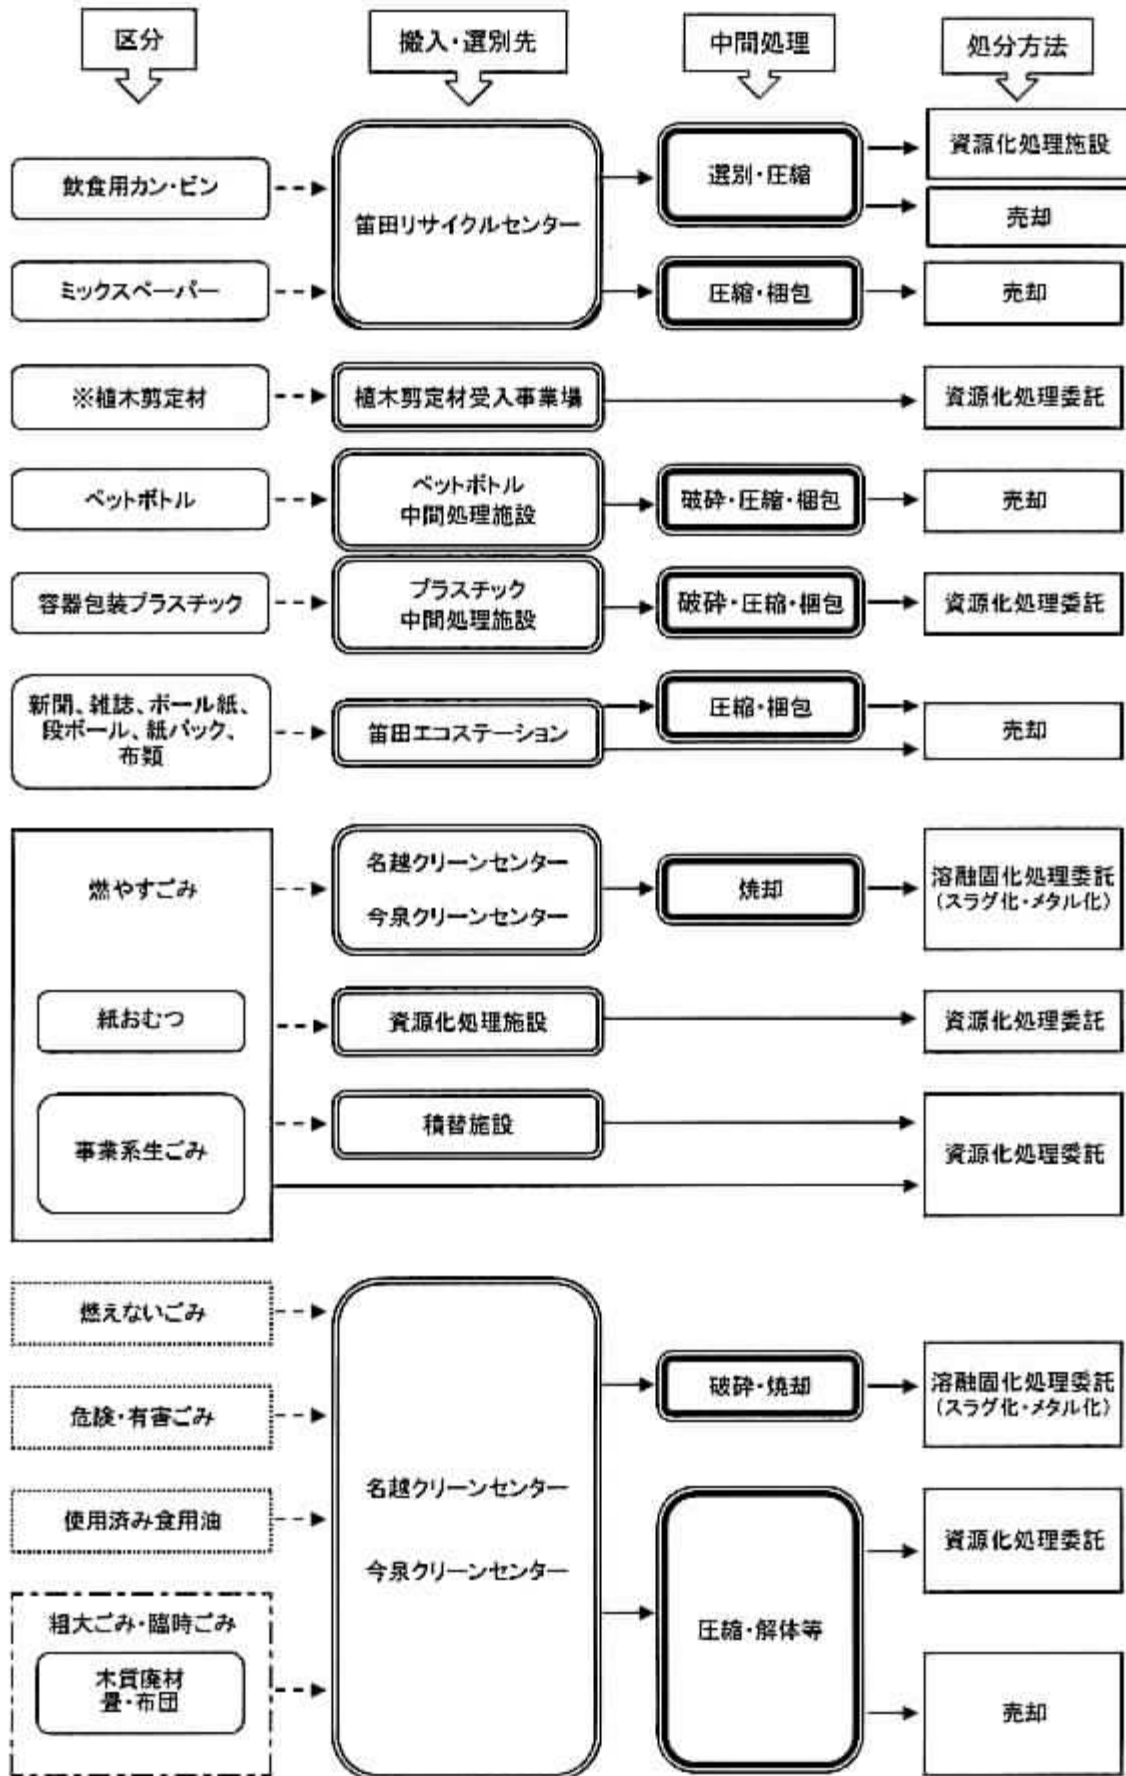 区分
搬入・選別先
中間処理
処分方法
飲食用カン・ビン
笛田リサイクルセンター
選別・圧縮
資源化処理施設
売却
ミックスペーパー
圧縮・梱包
売却
※植木剪定材
植木剪定材受入事業場
資源化処理委託
ペットボトル
ペットボトル
中間処理施設
破砕・圧縮・梱包
売却
容器包装プラスチック
プラスチック
中間処理施設
破砕・圧縮・梱包
資源化処理委託
新聞、雑誌、ボール紙、
段ボール、紙パック、
布類
笛田エコステーション
圧縮・梱包
売却
燃やすごみ
名越クリーンセンター
今泉クリーンセンター
焼却
溶融固化処理委託
(スラグ化・メタル化)
紙おむつ
資源化処理施設
資源化処理委託
事業系生ごみ
積替施設
資源化処理委託
燃えないごみ
危険・有害ごみ
使用済み食用油
粗大ごみ・臨時ごみ
木質廃材
畳・布団
名越クリーンセンター
今泉クリーンセンター
破砕・焼却
溶融固化処理委託
(スラグ化・メタル化)
圧縮・解体等
資源化処理委託
売却